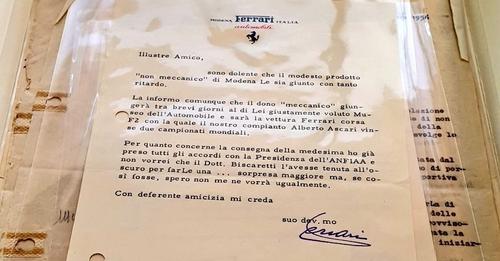 MODENA Ferrari ITALIA
automobili
Illustre Amico,
sono dolente che il modesto prodotto
"non meccanico" di Modena Le sia giunto con tanto
ritardo.
La informo comunque che il dono "meccanico" giun-
gerà tra brevi giorni al di Lei giustamente voluto Mu-
seo dell'Automobile e sarà la vettura Ferrari corsa
F2 con la quale il nostro compianto Alberto Ascari vin-
se due campionati mondiali.
Per quanto concerne la consegna della medesima ho già
preso tutti gli accordi con la Presidenza dell'ANFIAA e
non vorrei che il Dott. Biscaretti l'avesse tenuta all'o-
scuro per farLe una ... sorpresa maggiore ma, se co-
sì fosse, spero non me ne vorrà ugualmente.
Con deferente amicizia mi creda
suo dev.mo
Ferrari